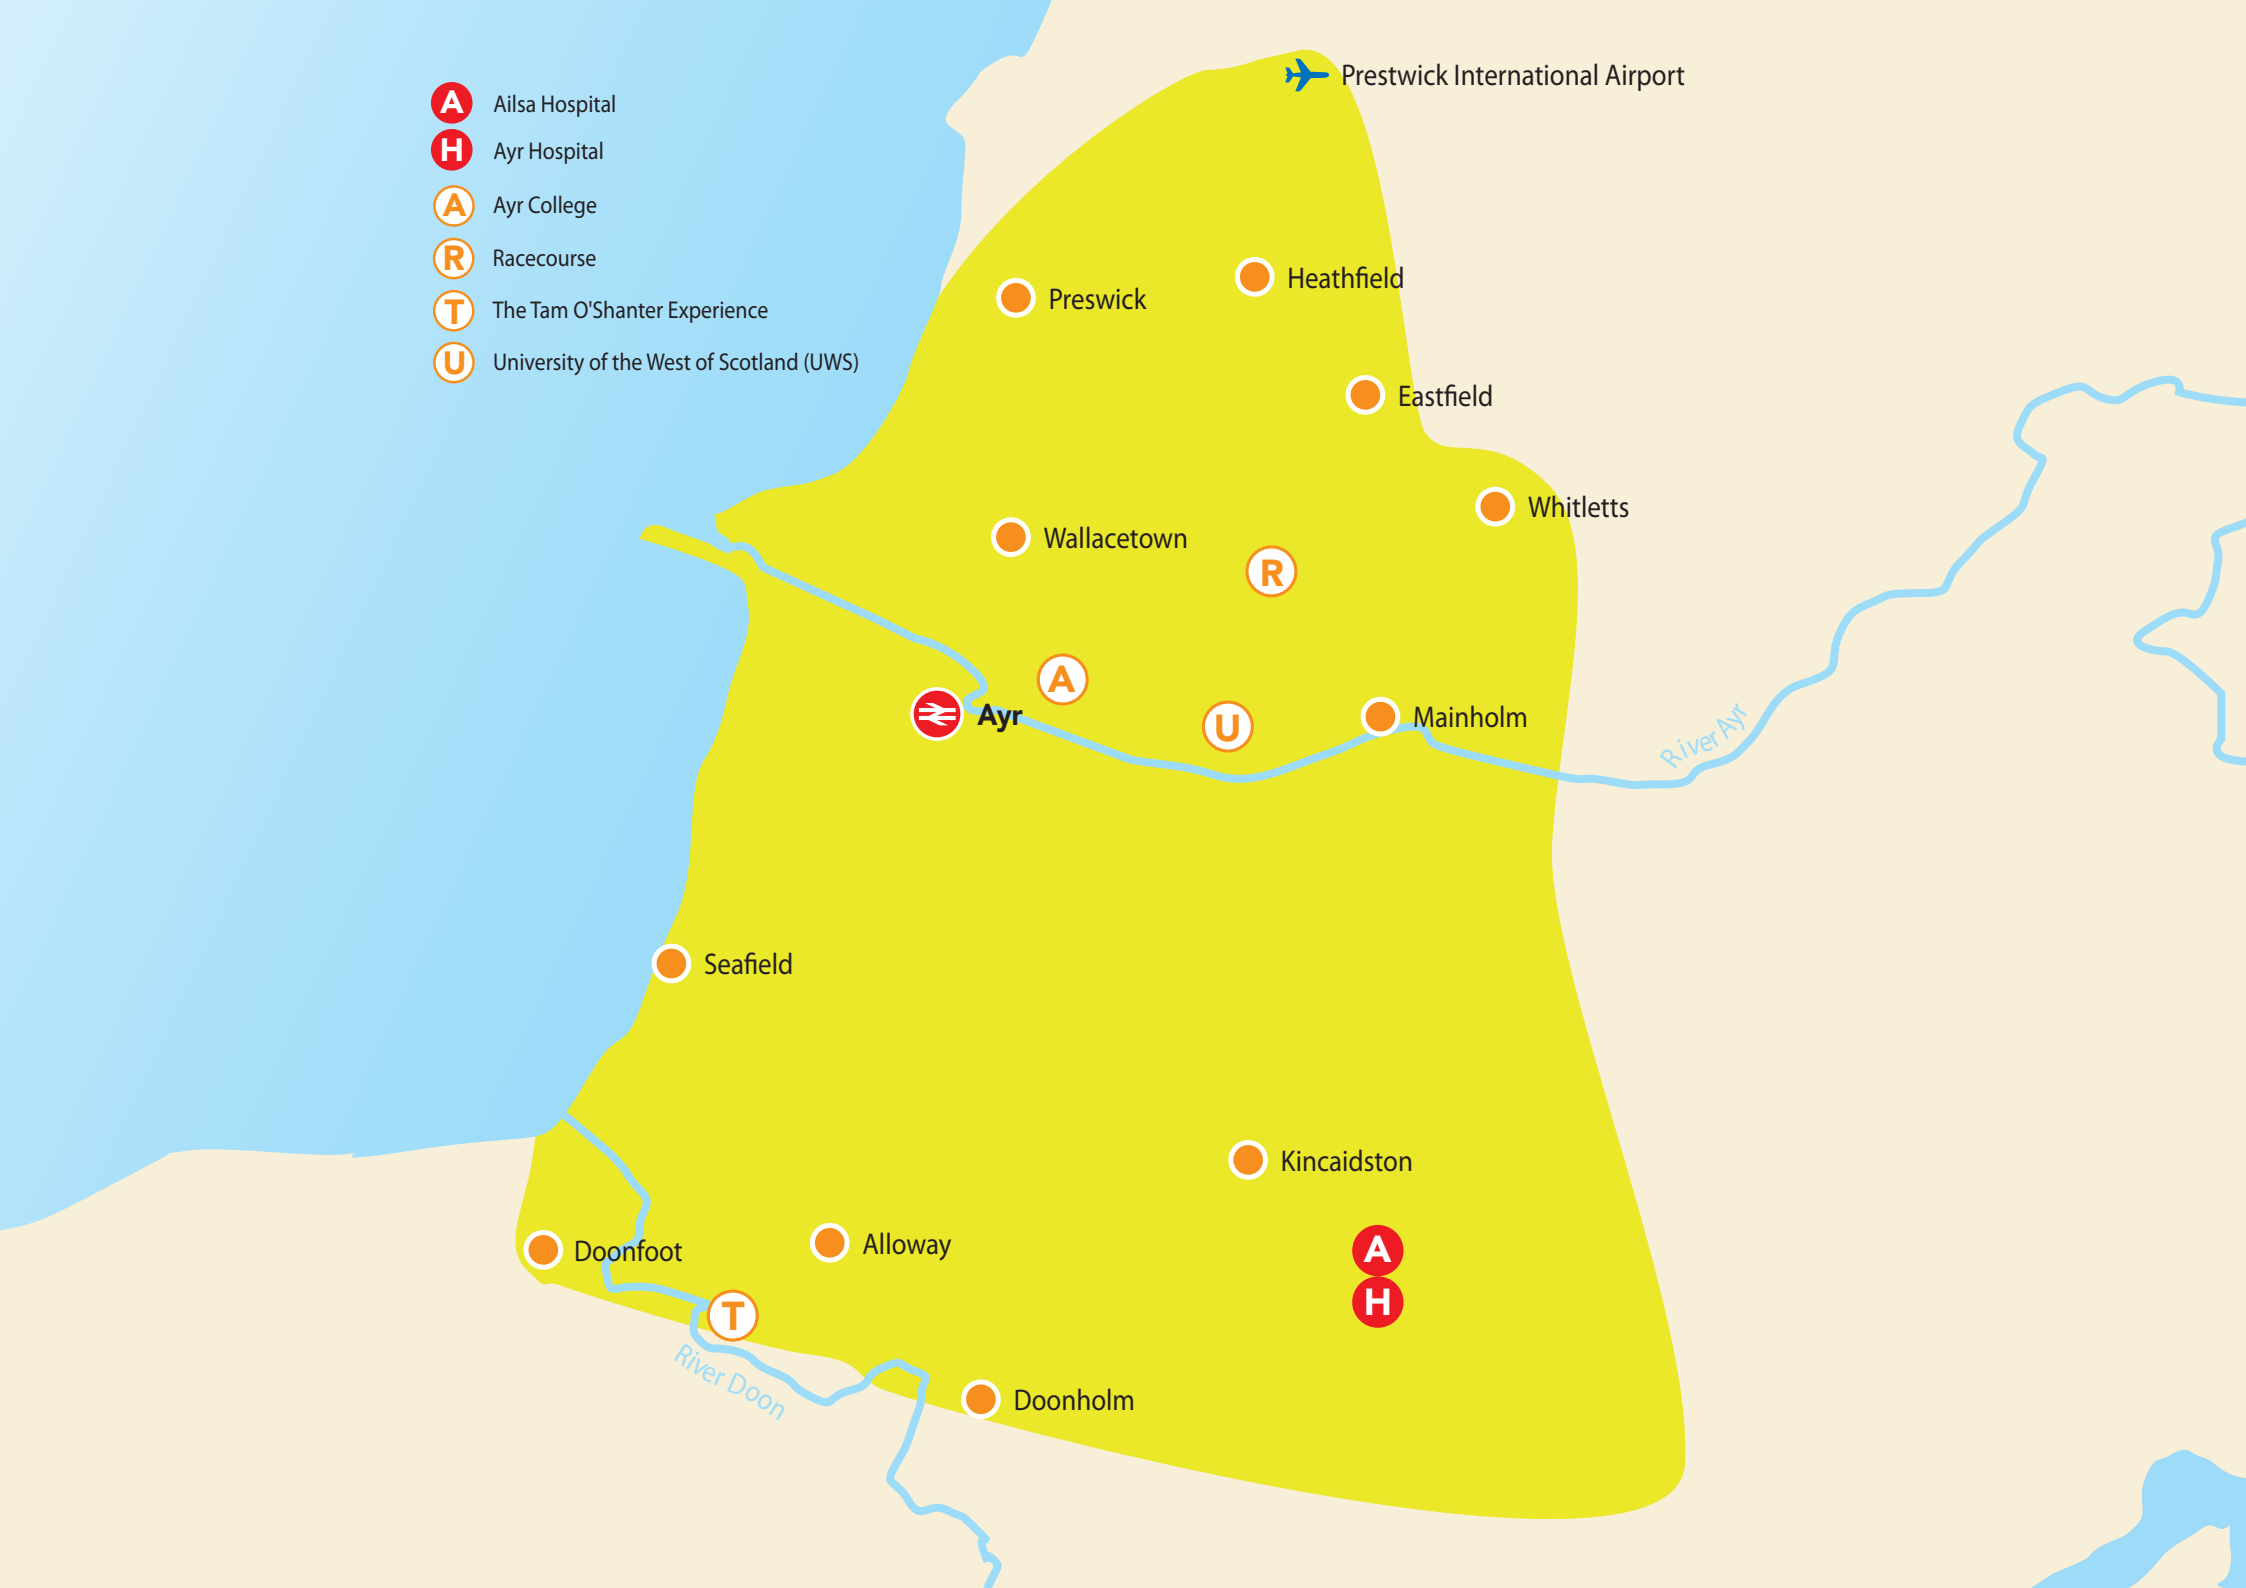 Prestwick International Airport
A Ailsa Hospital
H Ayr Hospital
A Ayr College
R Racecourse
T The Tam O'Shanter Experience
U University of the West of Scotland (UWS)
Heathfield
Preswick
Eastfield
Whitletts
Wallacetown
R
A
Ayr
U
Mainholm
River Ayr
Seafield
Kincaidston
Doonfoot
Alloway
A
H
T
River Doon
Doonholm